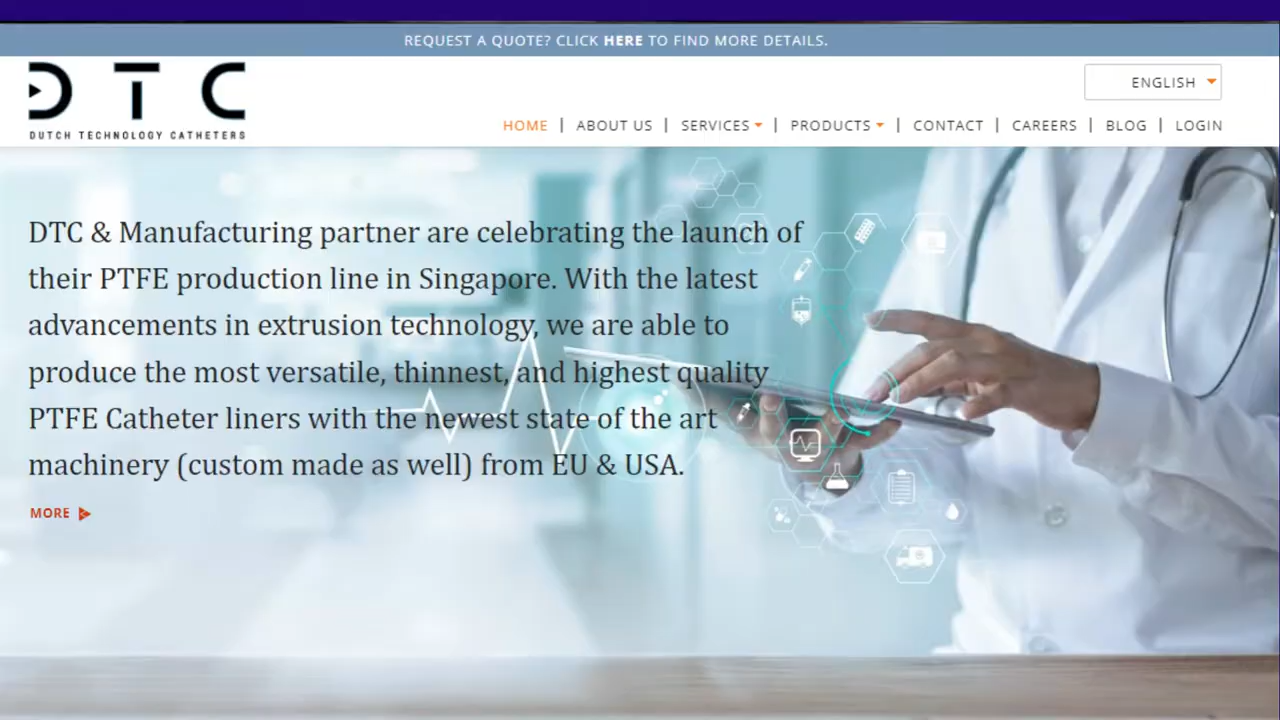 REQUEST A QUOTE? CLICK HERE TO FIND MORE DETAILS.
DTC
DUTCH TECHNOLOGY CATHETERS
ENGLISH
HOME | ABOUT US | SERVICES | PRODUCTS | CONTACT | CAREERS | BLOG | LOGIN
DTC & Manufacturing partner are celebrating the launch of
their PTFE production line in Singapore. With the latest
advancements in extrusion technology, we are able to
produce the most versatile, thinnest, and highest quality
PTFE Catheter liners with the newest state of the art
machinery (custom made as well) from EU & USA.
MORE